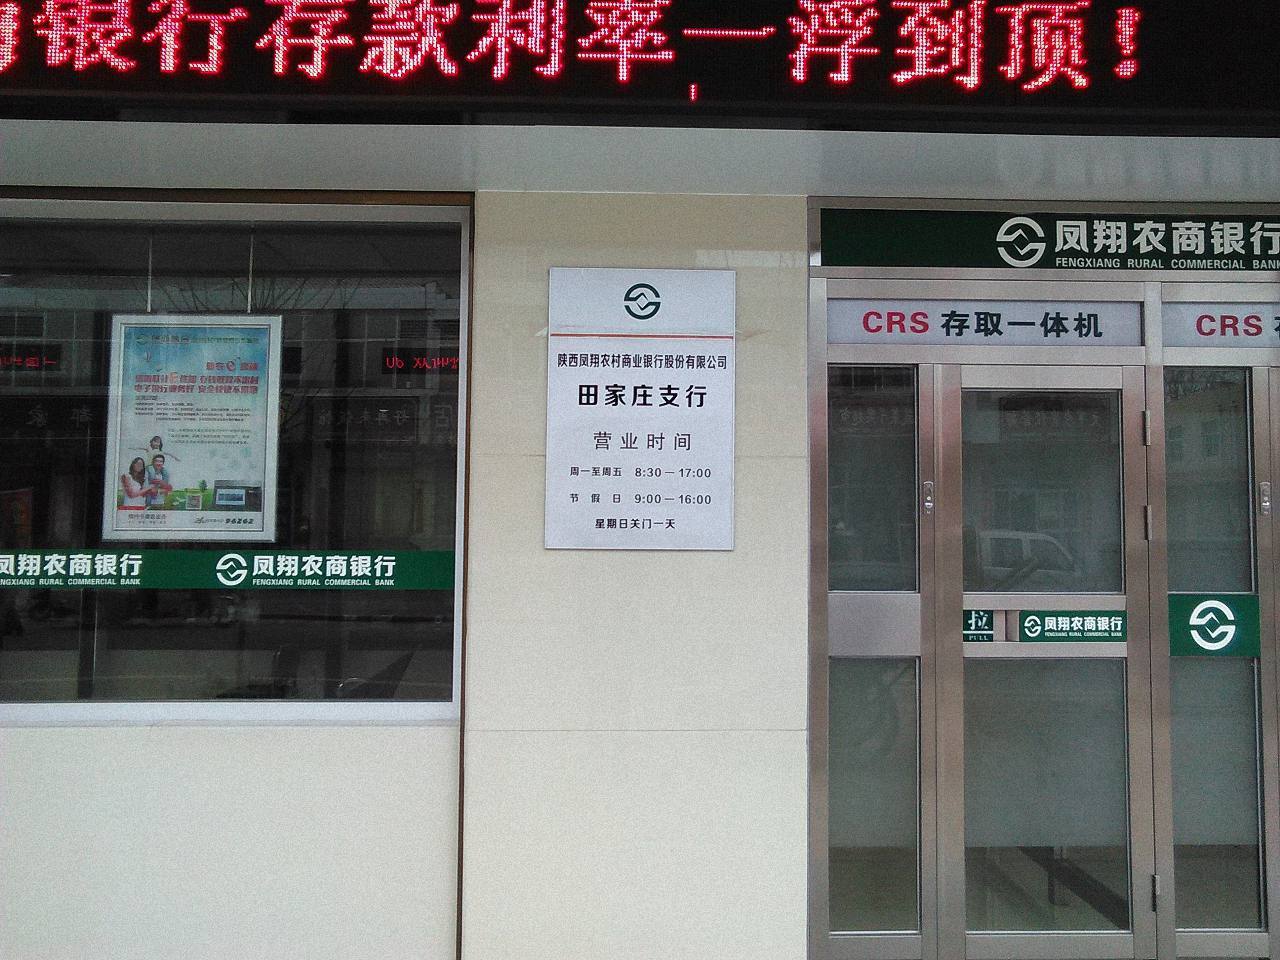 银行存款利率一浮到顶！
凤翔农商银行
FENGXIANG RURAL COMMERCIAL BANK
CRS 存取一体机
CRS
陕西凤翔农村商业银行股份有限公司
田家庄支行
营业时间
周一至周五 8:30—17:00
节假日 9:00—16:00
星期日关门一天
96262
凤翔农商银行
RURAL COMMERCIAL BANK
凤翔农商银行
FENGXIANG RURAL COMMERCIAL BANK
拉
PULL
凤翔农商银行
FENGXIANG RURAL COMMERCIAL BANK